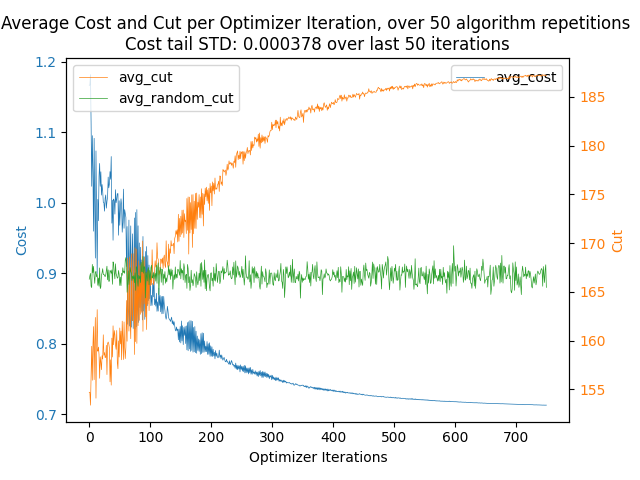 Average Cost and Cut per Optimizer Iteration, over 50 algorithm repetitions
Cost tail STD: 0.000378 over last 50 iterations
avg_cut
avg_random_cut
avg_cost
1.2
1.1
1.0
0.9
0.8
0.7
Cost
185
180
175
170
165
160
155
Cut
0 100 200 300 400 500 600 700
Optimizer Iterations